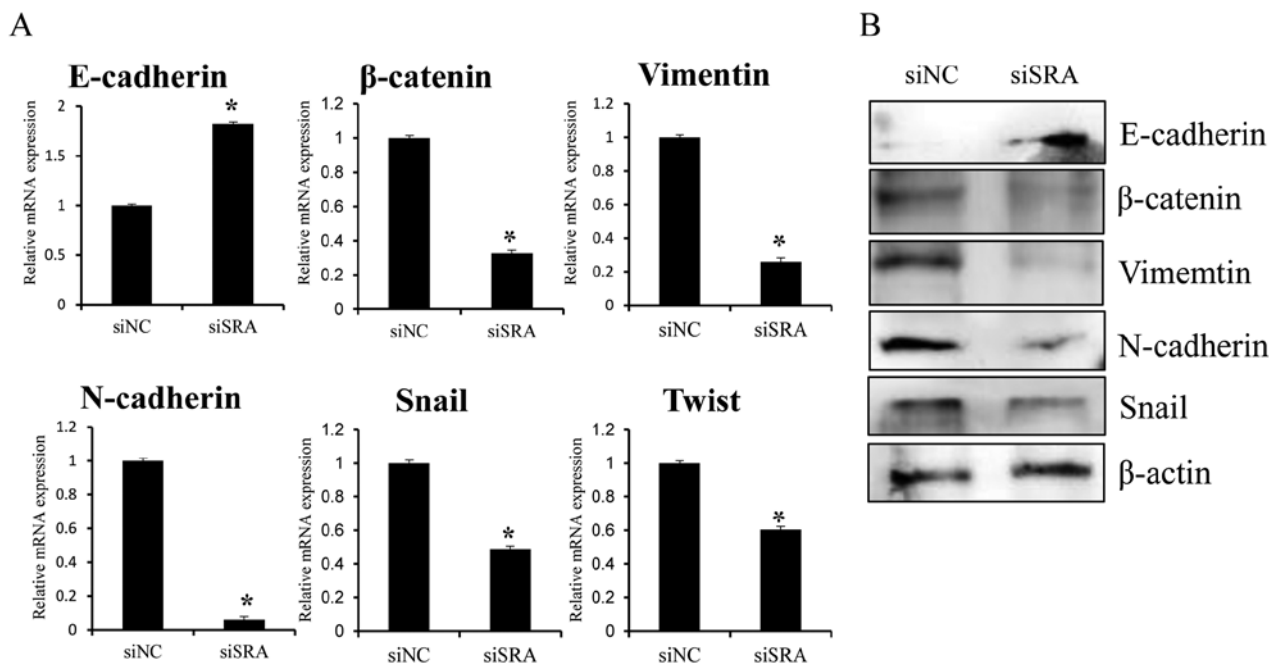 A
B
E-cadherin
Relative mRNA expression
2
1.5
1
0.5
0
*
siNC
siSRA
β-catenin
Relative mRNA expression
1.2
1
0.8
0.6
0.4
0.2
0
*
siNC
siSRA
Vimentin
Relative mRNA expression
1.2
1
0.8
0.6
0.4
0.2
0
*
siNC
siSRA
N-cadherin
Relative mRNA expression
1.2
1
0.8
0.6
0.4
0.2
0
*
siNC
siSRA
Snail
Relative mRNA expression
1.2
1
0.8
0.6
0.4
0.2
0
*
siNC
siSRA
Twist
Relative mRNA expression
1.2
1
0.8
0.6
0.4
0.2
0
*
siNC
siSRA
siNC siSRA
E-cadherin
β-catenin
Vimemtin
N-cadherin
Snail
β-actin